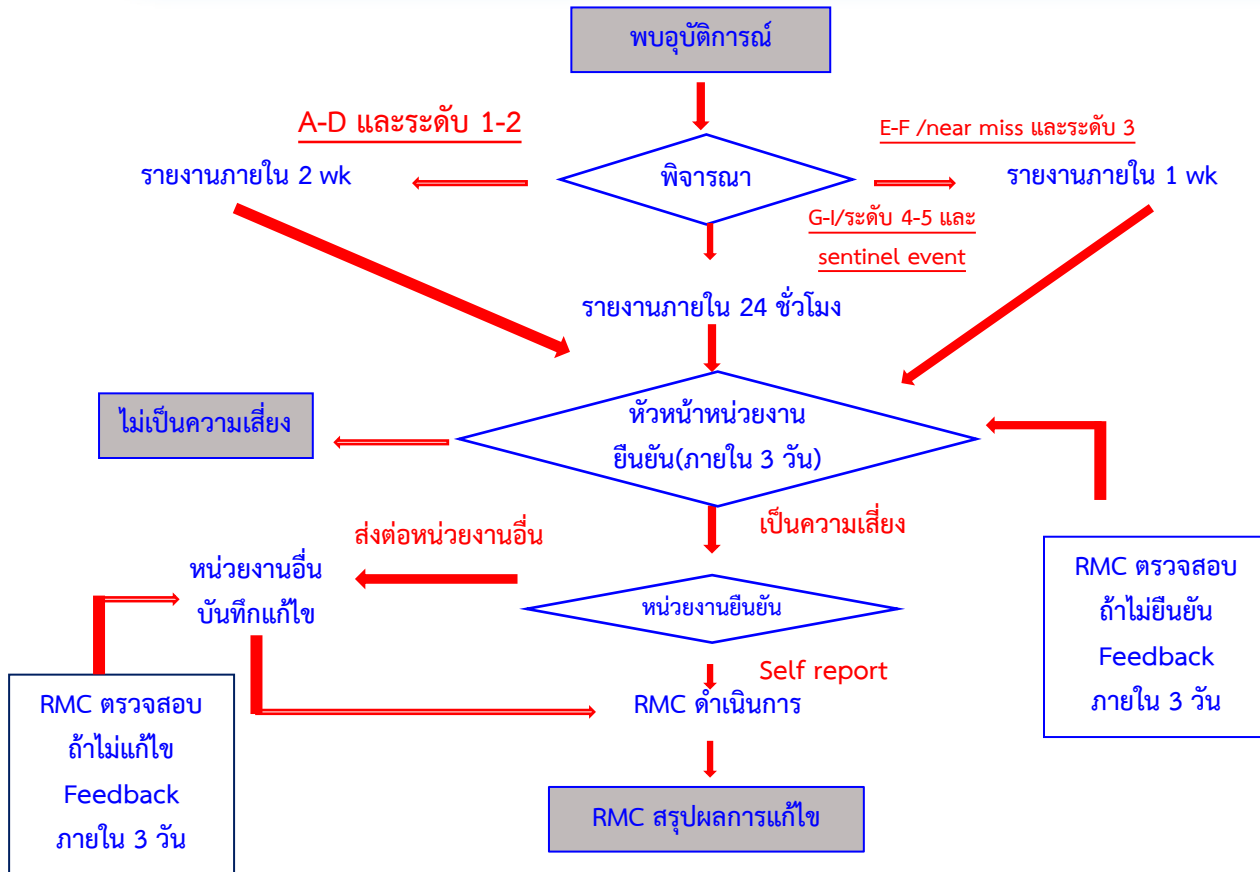 พบอุบัติการณ์
A-D และระดับ 1-2
E-F /near miss และระดับ 3
รายงานภายใน 2 wk
พิจารณา
รายงานภายใน 1 wk
G-I/ระดับ 4-5 และ
sentinel event
รายงานภายใน 24 ชั่วโมง
ไม่เป็นความเสี่ยง
หัวหน้าหน่วยงาน
ยืนยัน(ภายใน 3 วัน)
เป็นความเสี่ยง
ส่งต่อหน่วยงานอื่น
หน่วยงานอื่น
บันทึกแก้ไข
หน่วยงานยืนยัน
RMC ตรวจสอบ
ถ้าไม่ยืนยัน
Feedback
ภายใน 3 วัน
Self report
RMC ดำเนินการ
RMC ตรวจสอบ
ถ้าไม่แก้ไข
Feedback
ภายใน 3 วัน
RMC สรุปผลการแก้ไข